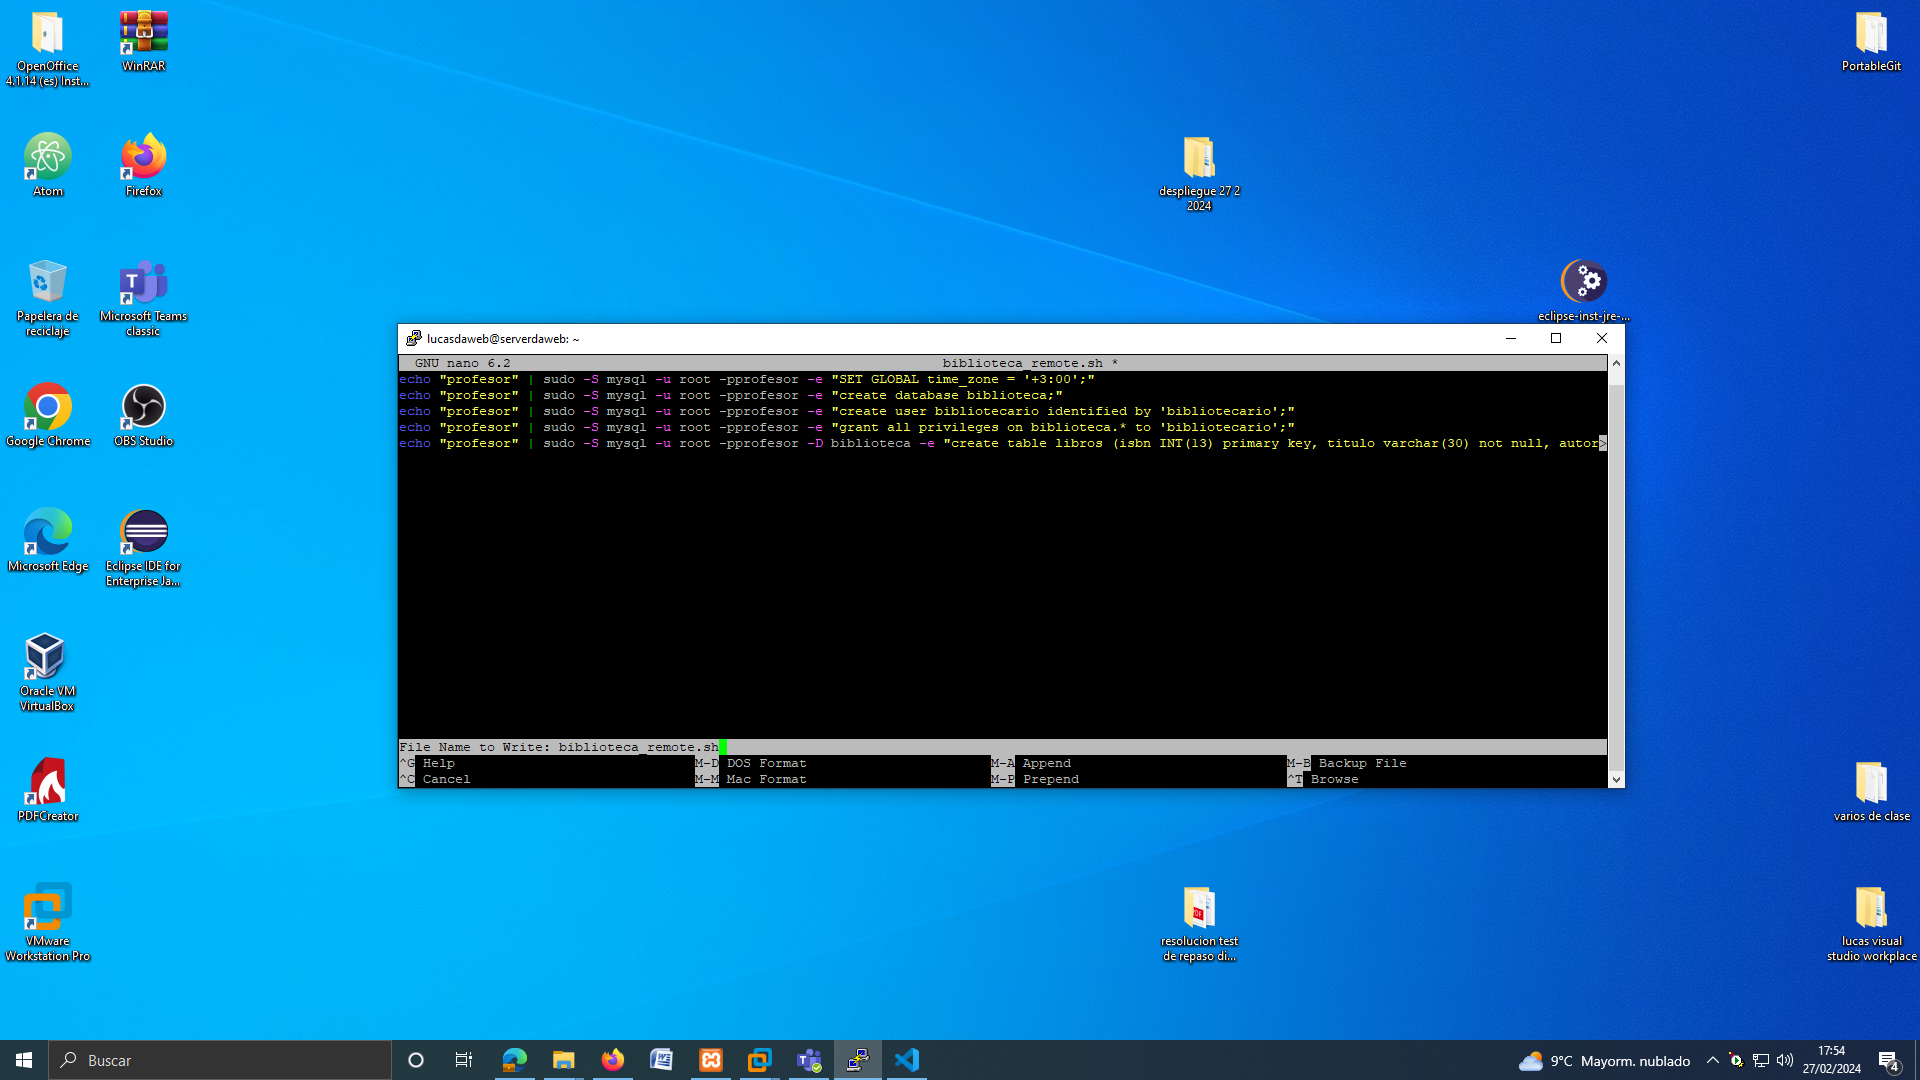 OpenOffice
4.1.14 (es) Inst...
WinRAR
PortableGit
Atom
Firefox
despliegue 27 2
2024
Papelera de
reciclaje
Microsoft Teams
classic
eclipse-inst-jre-...
lucasdaweb@serverdaweb: ~
GNU nano 6.2
biblioteca_remote.sh *
echo "profesor" | sudo -S mysql -u root -pprofesor -e "SET GLOBAL time_zone = '+3:00';"
echo "profesor" | sudo -S mysql -u root -pprofesor -e "create database biblioteca;"
echo "profesor" | sudo -S mysql -u root -pprofesor -e "create user bibliotecario identified by 'bibliotecario';"
echo "profesor" | sudo -S mysql -u root -pprofesor -e "grant all privileges on biblioteca.* to 'bibliotecario';"
echo "profesor" | sudo -S mysql -u root -pprofesor -D biblioteca -e "create table libros (isbn INT(13) primary key, titulo varchar(30) not null, autor>
File Name to Write: biblioteca_remote.sh
^G Help M-D DOS Format M-A Append M-B Backup File
^C Cancel M-M Mac Format M-P Prepend ^T Browse
Google Chrome
OBS Studio
Microsoft Edge
Eclipse IDE for
Enterprise Ja...
Oracle VM
VirtualBox
PDFCreator
varios de clase
VMware
Workstation Pro
resolucion test
de repaso di...
lucas visual
studio workplace
Buscar
9°C Mayorm. nublado
17:54
27/02/2024
4